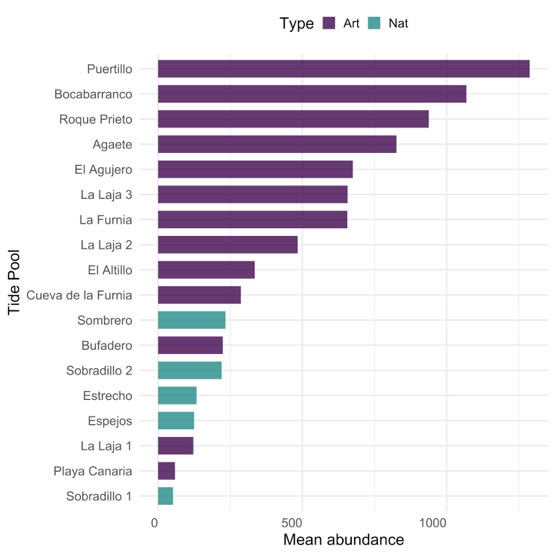 Type Art Nat
Puertillo
Bocabarranco
Roque Prieto
Agaete
El Agujero
La Laja 3
La Furnia
La Laja 2
El Altillo
Cueva de la Furnia
Sombrero
Bufadero
Sobradillo 2
Estrecho
Espejos
La Laja 1
Playa Canaria
Sobradillo 1
Tide Pool
0 500 1000
Mean abundance